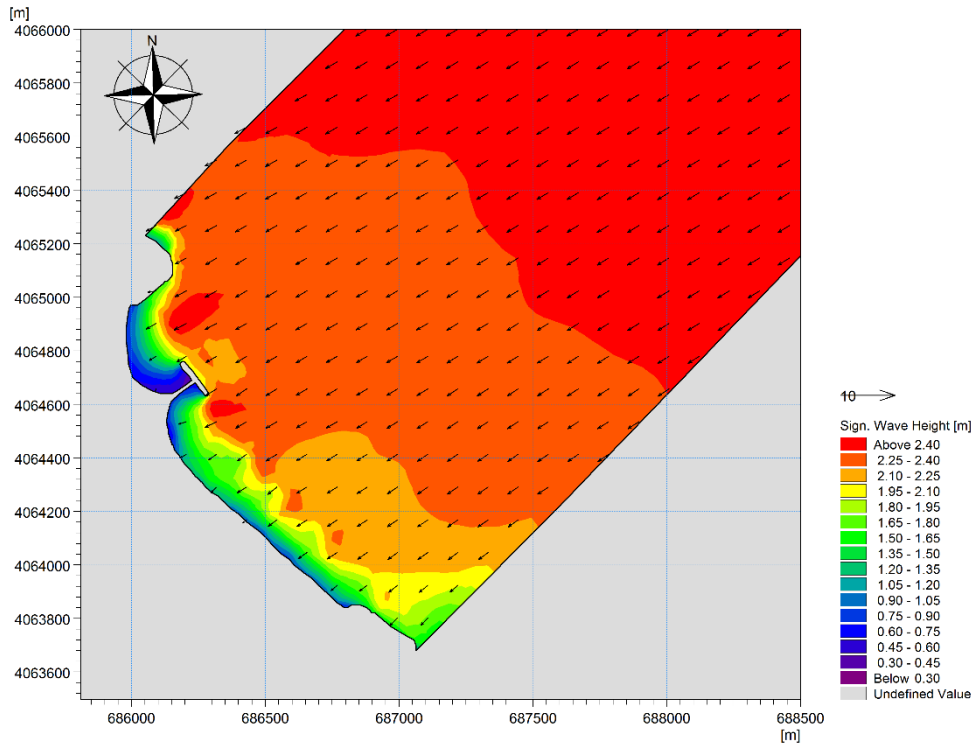 [m]
4066000
4065800
4065600
4065400
4065200
4065000
4064800
4064600
4064400
4064200
4064000
4063800
4063600
N
686000 686500 687000 687500 688000 688500
[m]
10
Sign. Wave Height [m]
Above 2.40
2.25 - 2.40
2.10 - 2.25
1.95 - 2.10
1.80 - 1.95
1.65 - 1.80
1.50 - 1.65
1.35 - 1.50
1.20 - 1.35
1.05 - 1.20
0.90 - 1.05
0.75 - 0.90
0.60 - 0.75
0.45 - 0.60
0.30 - 0.45
Below 0.30
Undefined Value